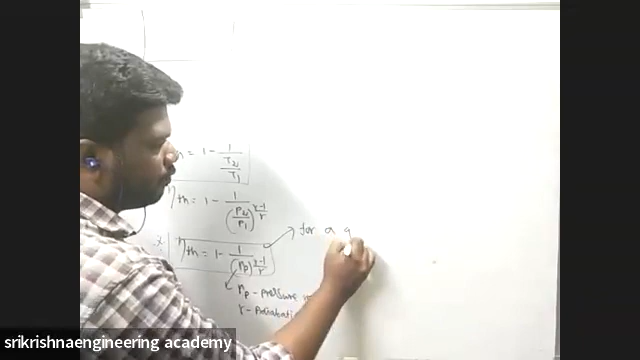 th = 1 - 1/(T2/T1)
ηth = 1 - 1/(P2/P1)^((γ-1)/γ)
ηth = 1 - 1/(rp)^((γ-1)/γ) → for a g
rp - pressure
γ -
srikrishnaengineering academy